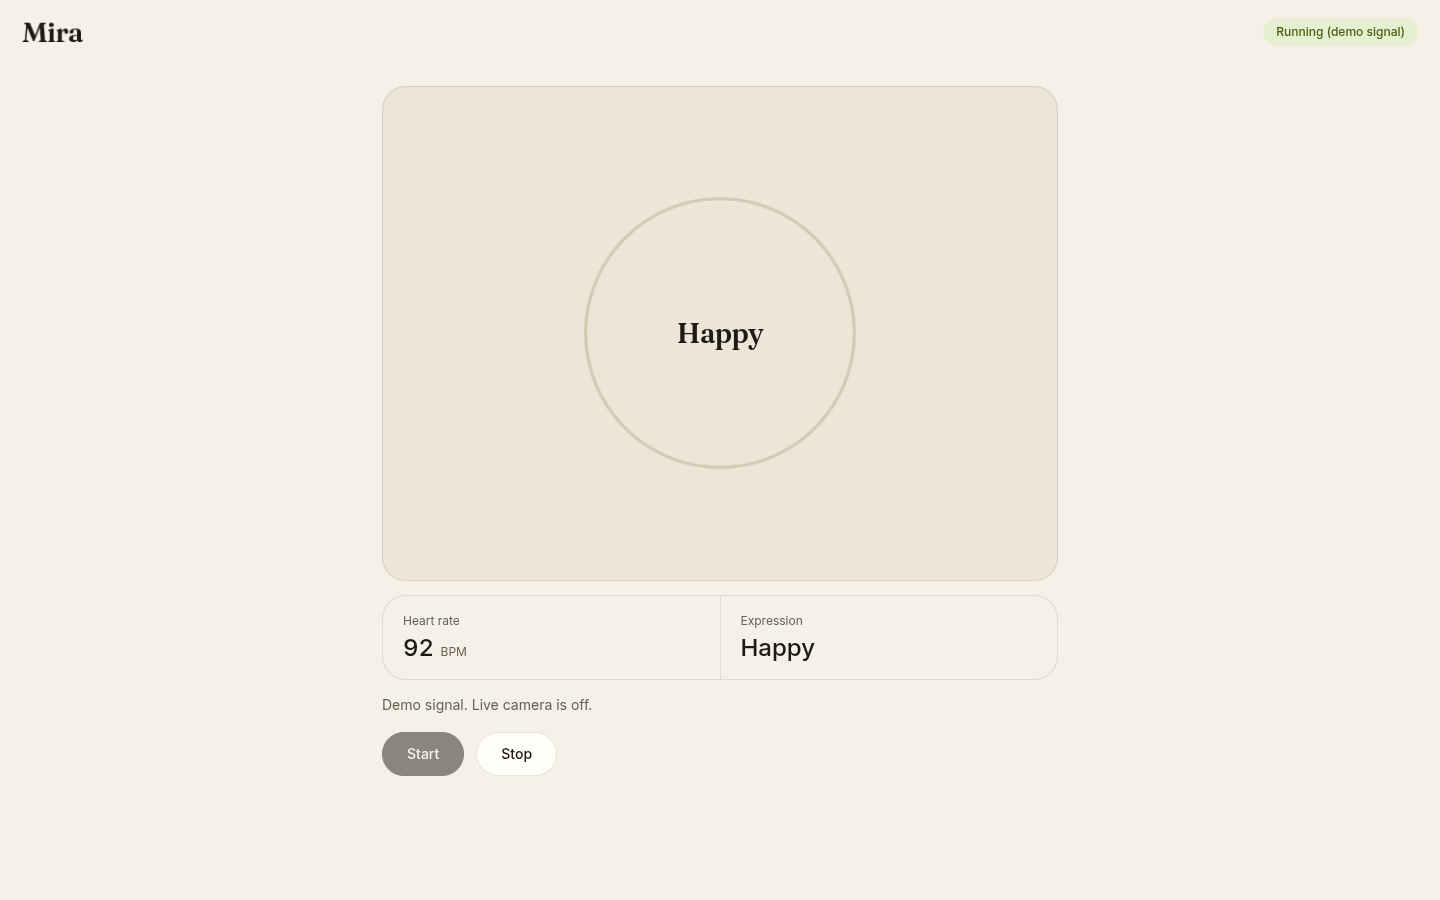 Mira
Running (demo signal)
Happy
Heart rate
92 BPM
Expression
Happy
Demo signal. Live camera is off.
Start
Stop